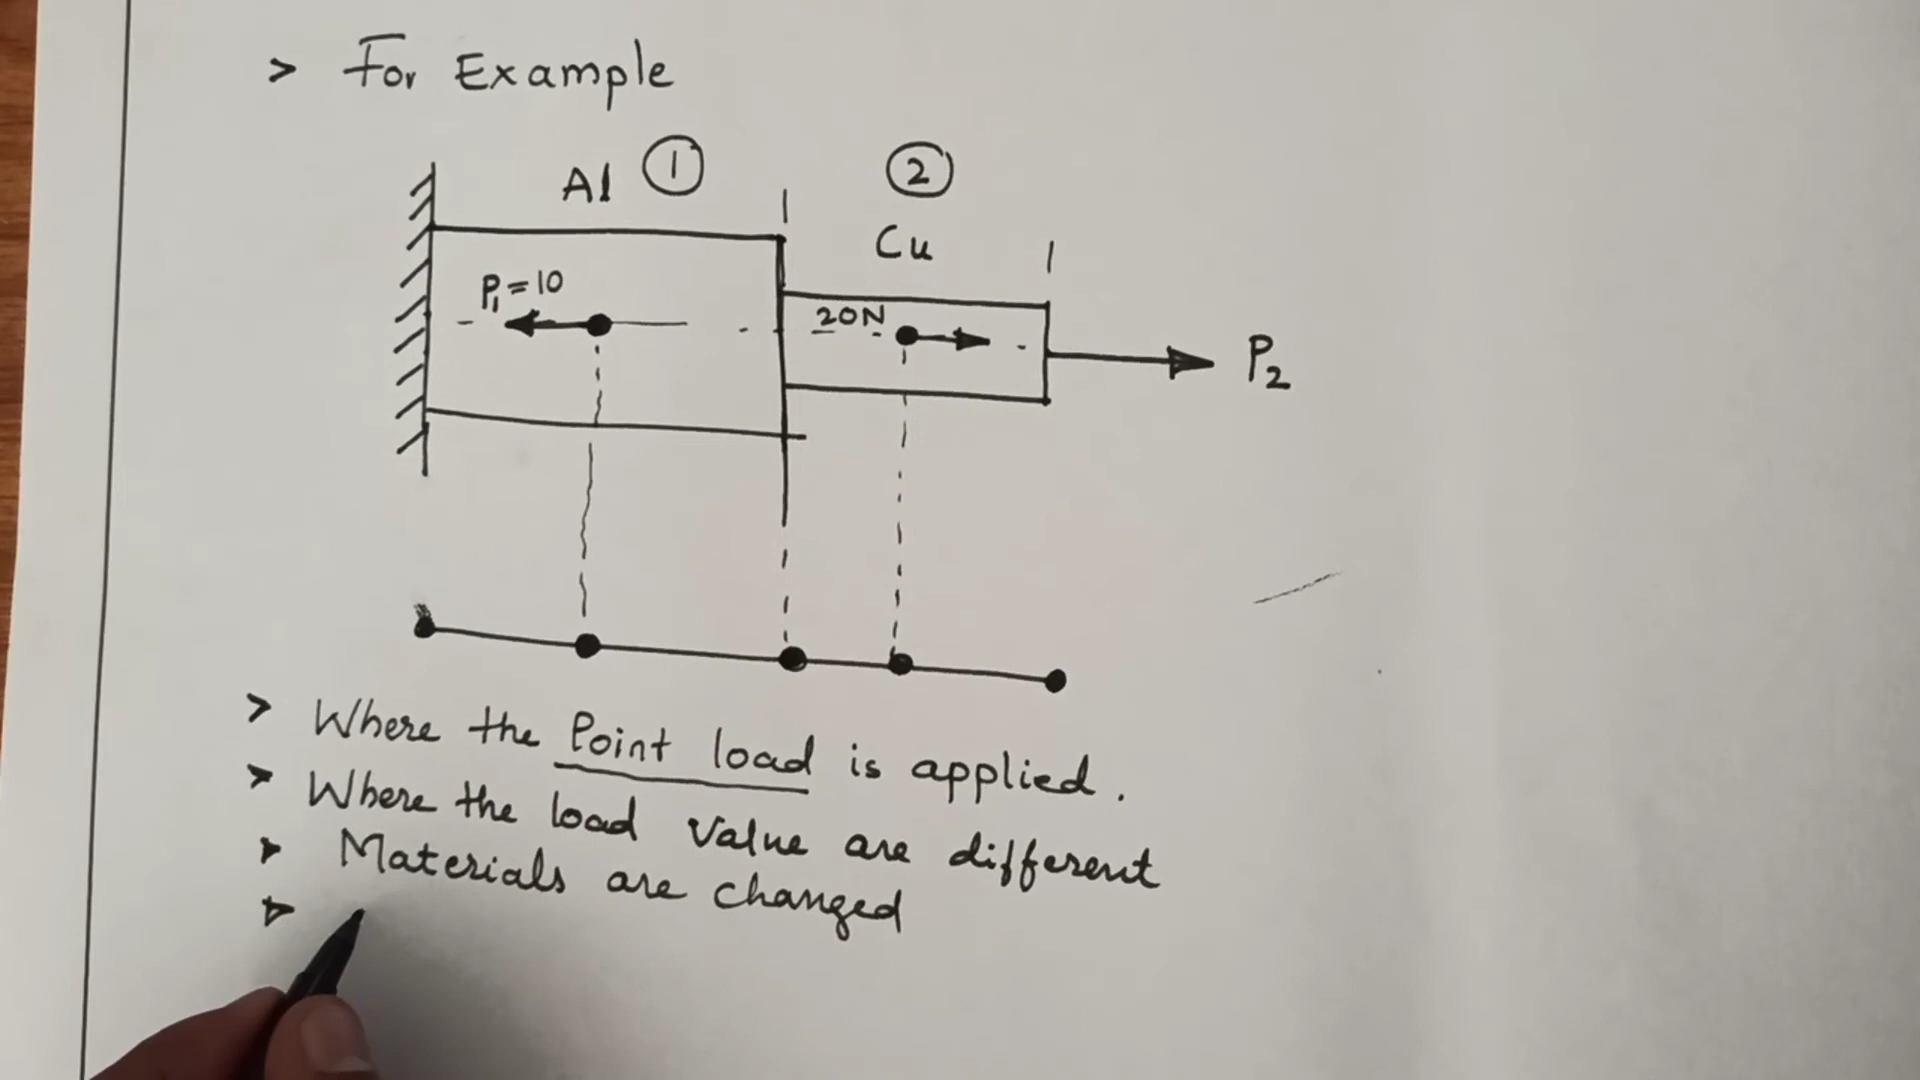 > For Example
Al ①
②
Cu
P₁=10
20N
P₂
> Where the Point load is applied.
> Where the load value are different
> Materials are changed
>